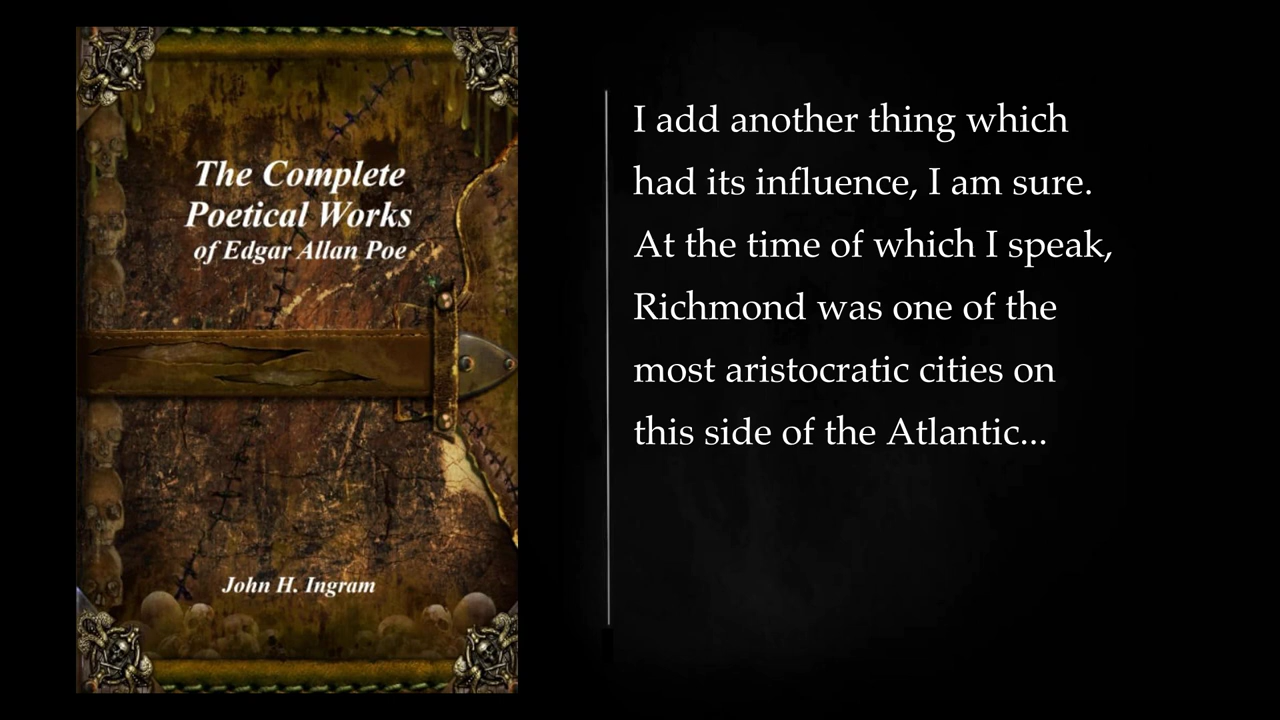 The Complete
Poetical Works
of Edgar Allan Poe
John H. Ingram
I add another thing which
had its influence, I am sure.
At the time of which I speak,
Richmond was one of the
most aristocratic cities on
this side of the Atlantic...